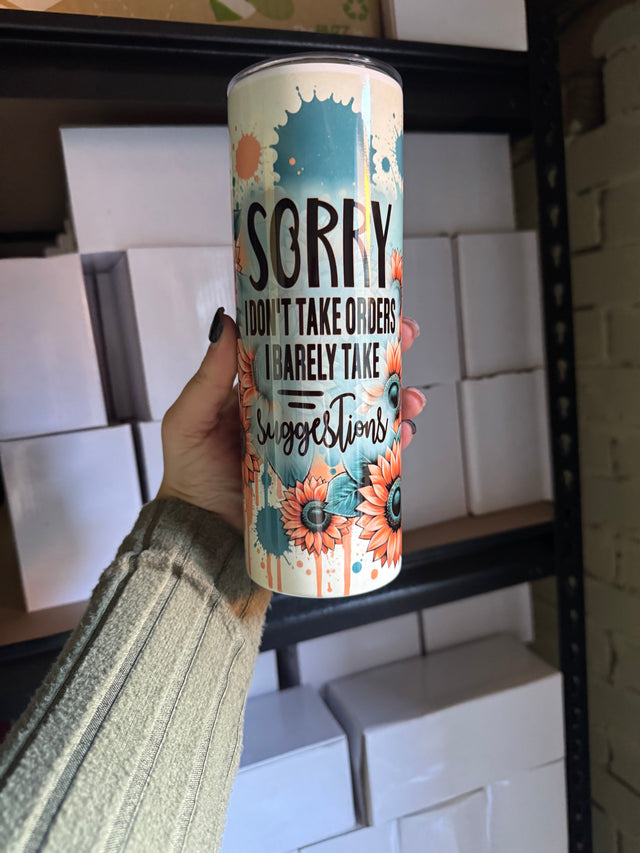 SORRY
I DON'T TAKE ORDERS
I BARELY TAKE
suggestions